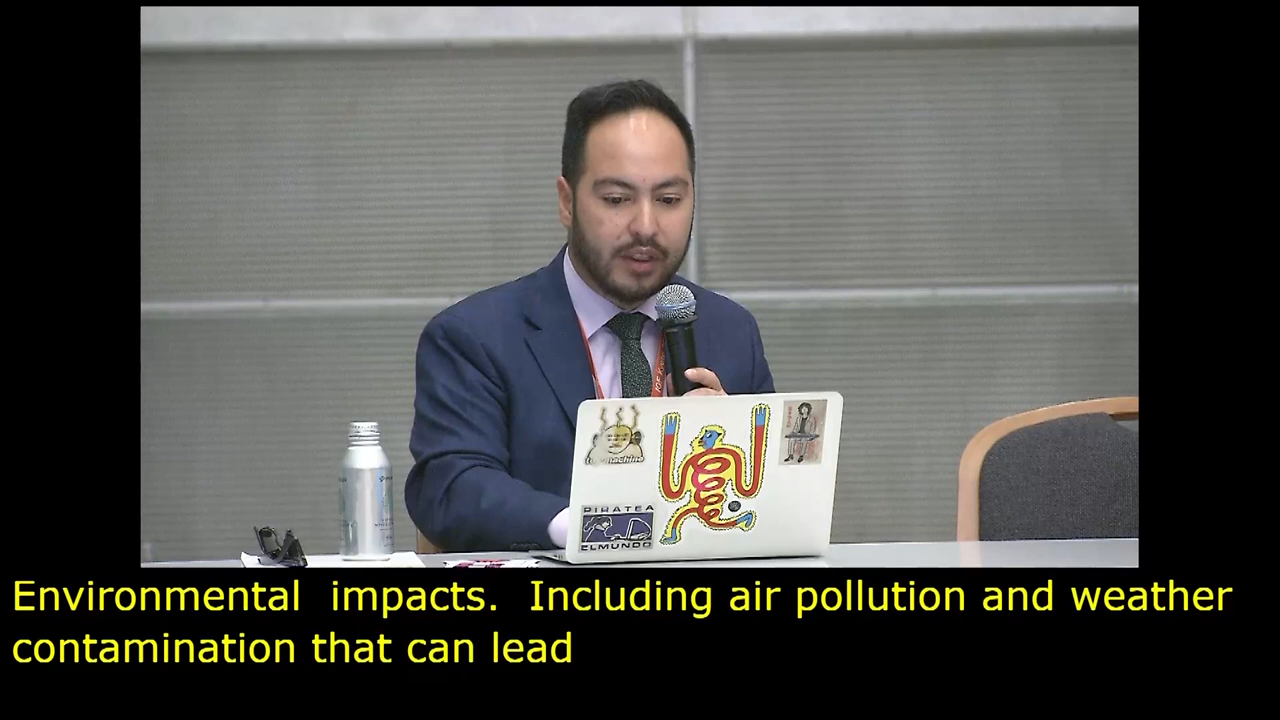 PIRATEA
ELMUNDO
Environmental  impacts.  Including air pollution and weather
contamination that can lead